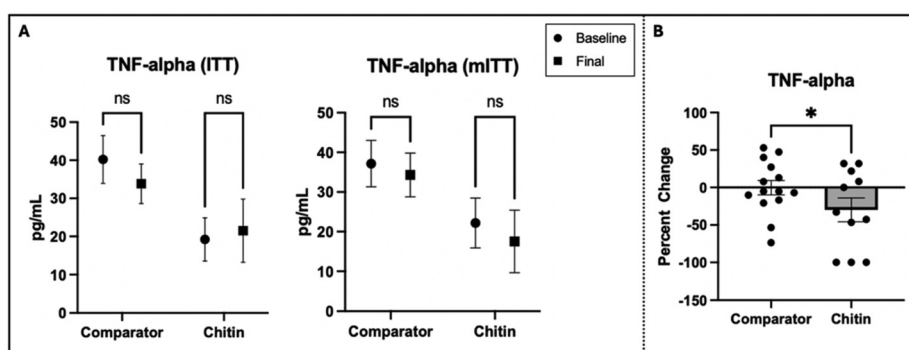 A
Baseline
Final
TNF-alpha (ITT)
ns
ns
50
40
30
20
10
0
pg/mL
Comparator
Chitin
TNF-alpha (mITT)
ns
ns
50
40
30
20
10
0
pg/mL
Comparator
Chitin
B
TNF-alpha
*
100
50
0
-50
-100
-150
Percent Change
Comparator
Chitin